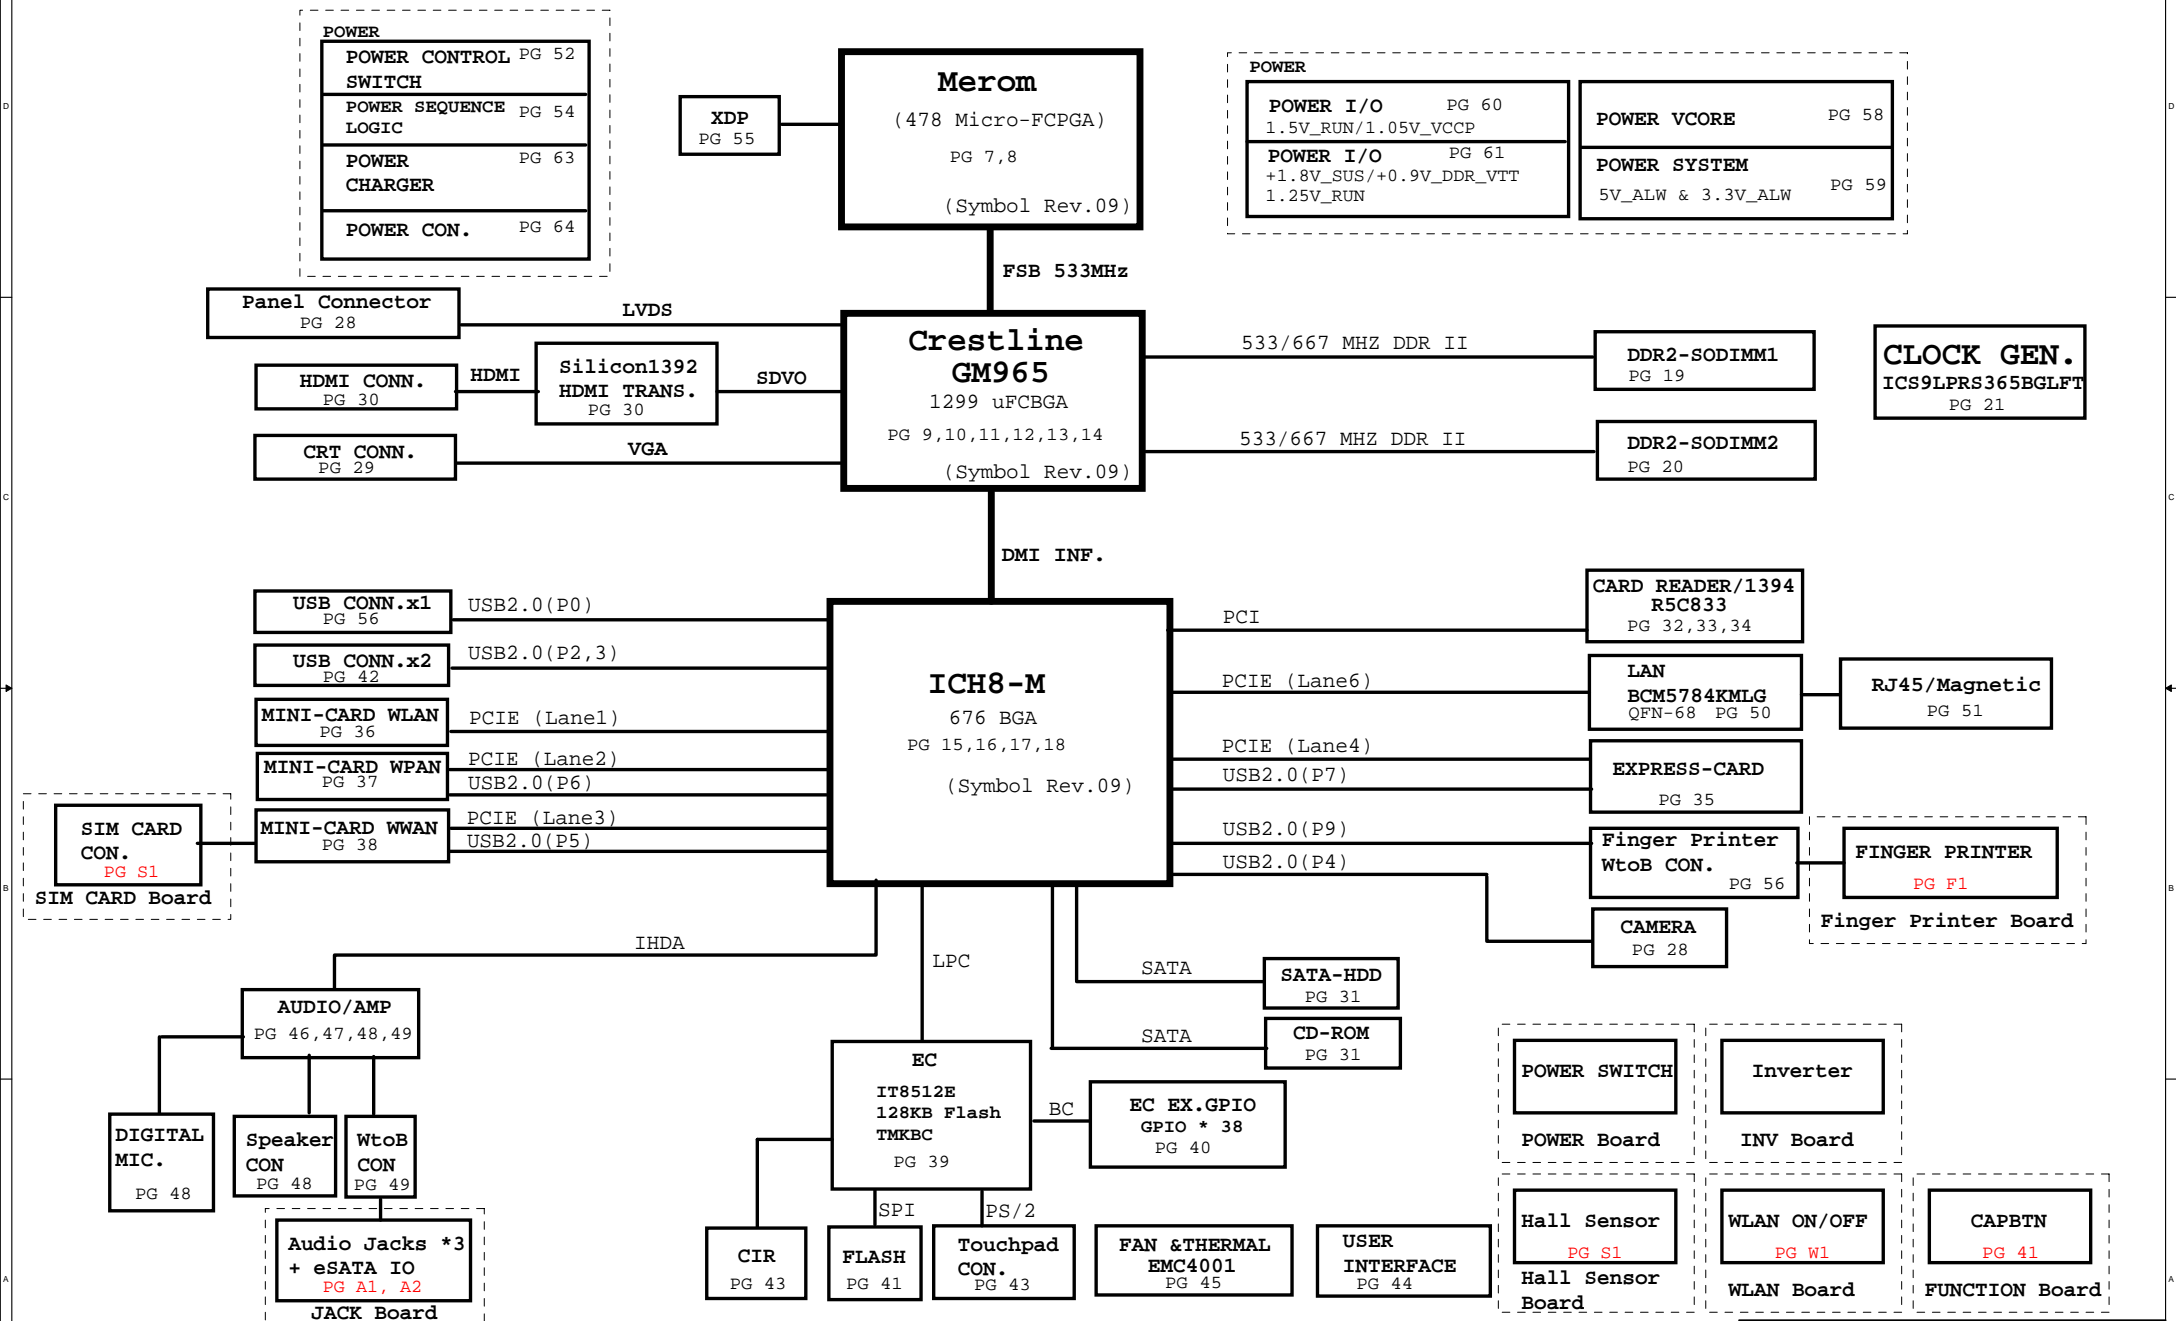 POWER
POWER CONTROL PG 52
SWITCH
POWER SEQUENCE PG 54
LOGIC
POWER PG 63
CHARGER
POWER CON. PG 64
XDP
PG 55
Merom
(478 Micro-FCPGA)
PG 7,8
(Symbol Rev.09)
POWER
POWER I/O PG 60
1.5V_RUN/1.05V_VCCP
POWER I/O PG 61
+1.8V_SUS/+0.9V_DDR_VTT
1.25V_RUN
POWER VCORE PG 58
POWER SYSTEM
5V_ALW & 3.3V_ALW PG 59
FSB 533MHz
Panel Connector
PG 28
LVDS
HDMI CONN.
PG 30
HDMI
Silicon1392
HDMI TRANS.
PG 30
SDVO
CRT CONN.
PG 29
VGA
Crestline
GM965
1299 uFCBGA
PG 9,10,11,12,13,14
(Symbol Rev.09)
533/667 MHZ DDR II
DDR2-SODIMM1
PG 19
533/667 MHZ DDR II
DDR2-SODIMM2
PG 20
CLOCK GEN.
ICS9LPRS365BGLFT
PG 21
DMI INF.
USB CONN.x1
PG 56
USB2.0(P0)
USB CONN.x2
PG 42
USB2.0(P2,3)
MINI-CARD WLAN
PG 36
PCIE (Lane1)
MINI-CARD WPAN
PG 37
PCIE (Lane2)
USB2.0(P6)
MINI-CARD WWAN
PG 38
PCIE (Lane3)
USB2.0(P5)
SIM CARD
CON.
PG S1
SIM CARD Board
ICH8-M
676 BGA
PG 15,16,17,18
(Symbol Rev.09)
PCI
CARD READER/1394
R5C833
PG 32,33,34
PCIE (Lane6)
LAN
BCM5784KMLG
QFN-68 PG 50
RJ45/Magnetic
PG 51
PCIE (Lane4)
USB2.0(P7)
EXPRESS-CARD
PG 35
USB2.0(P9)
Finger Printer
WtoB CON.
PG 56
FINGER PRINTER
PG F1
Finger Printer Board
USB2.0(P4)
CAMERA
PG 28
IHDA
LPC
SATA
SATA-HDD
PG 31
SATA
CD-ROM
PG 31
AUDIO/AMP
PG 46,47,48,49
DIGITAL
MIC.
PG 48
Speaker
CON
PG 48
WtoB
CON
PG 49
Audio Jacks *3
+ eSATA IO
PG A1, A2
JACK Board
EC
IT8512E
128KB Flash
TMKBC
PG 39
BC
EC EX.GPIO
GPIO * 38
PG 40
SPI
PS/2
CIR
PG 43
FLASH
PG 41
Touchpad
CON.
PG 43
FAN &THERMAL
EMC4001
PG 45
USER
INTERFACE
PG 44
POWER SWITCH
POWER Board
Inverter
INV Board
Hall Sensor
PG S1
Hall Sensor
Board
WLAN ON/OFF
PG W1
WLAN Board
CAPBTN
PG 41
FUNCTION Board
D
D
C
C
B
B
A
A